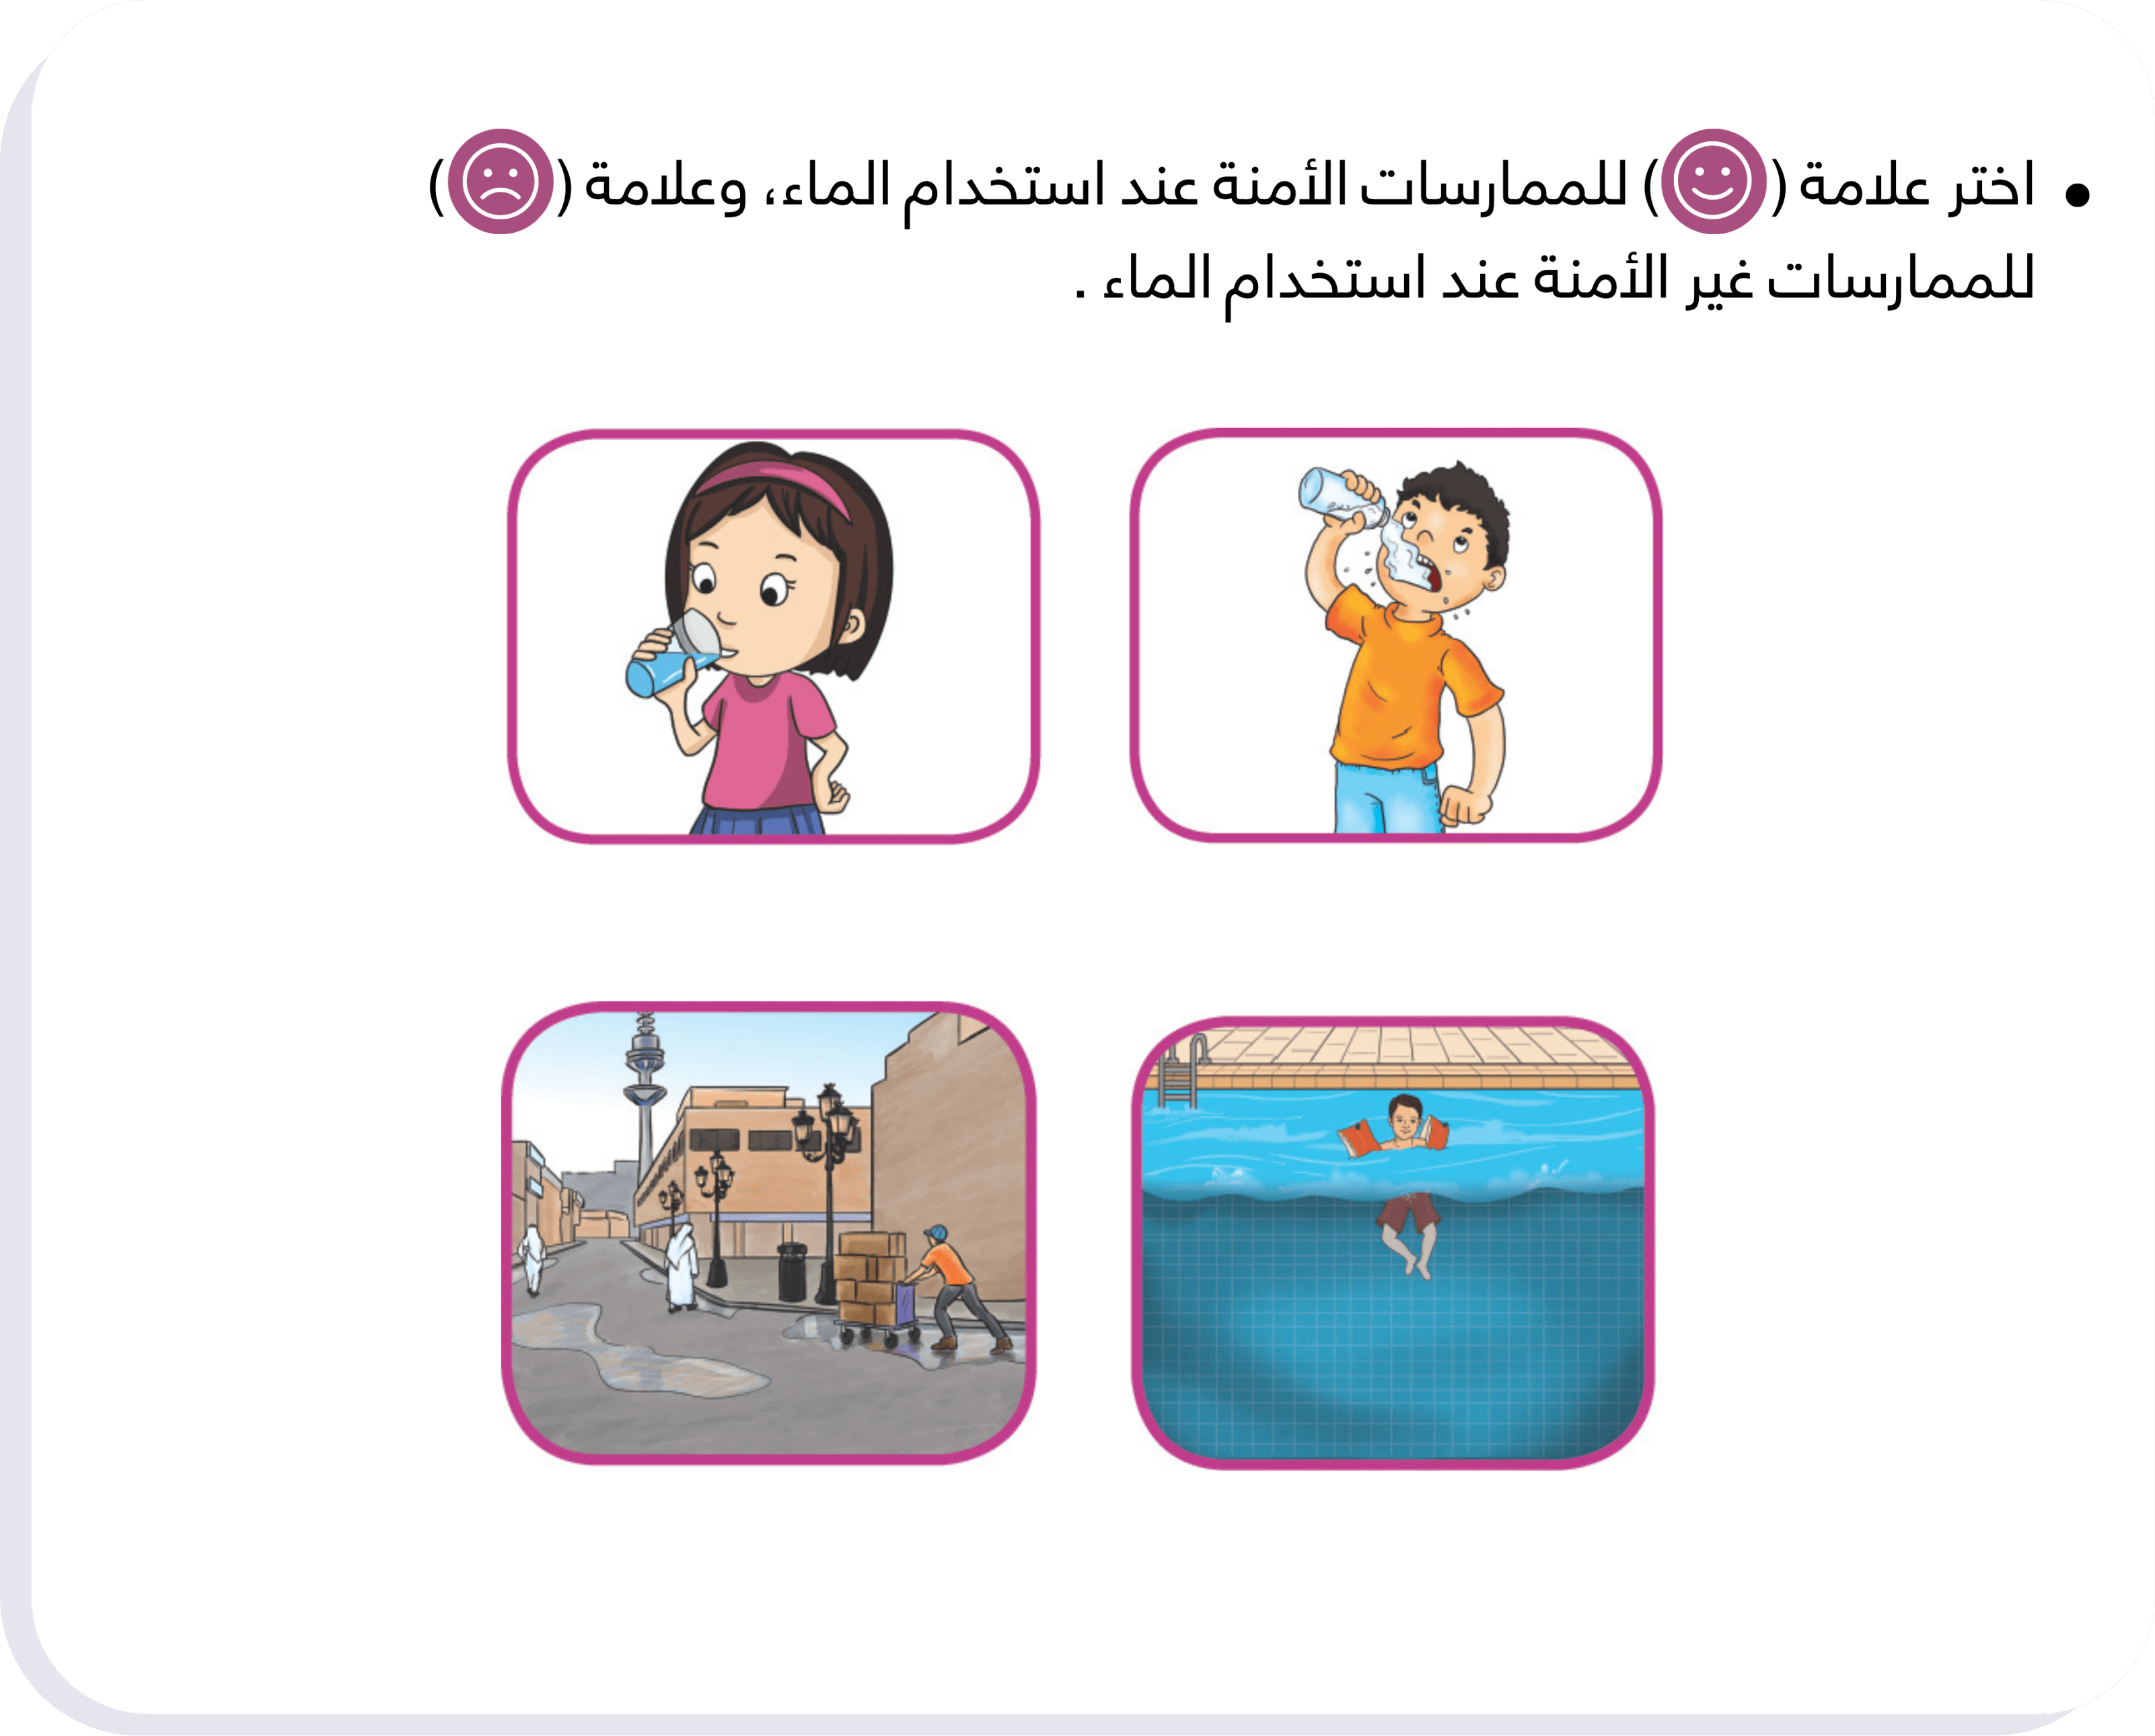 • اختر علامة () للممارسات الأمنة عند استخدام الماء، وعلامة ()
للممارسات غير الأمنة عند استخدام الماء .